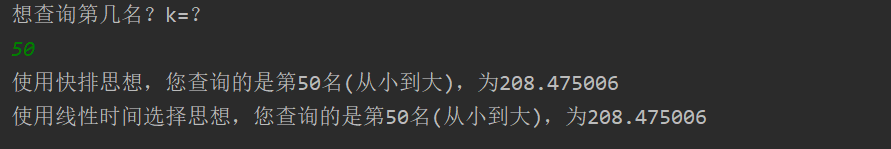 想查询第几名？k=？
50
使用快排思想，您查询的是第50名(从小到大)，为208.475006
使用线性时间选择思想，您查询的是第50名(从小到大)，为208.475006